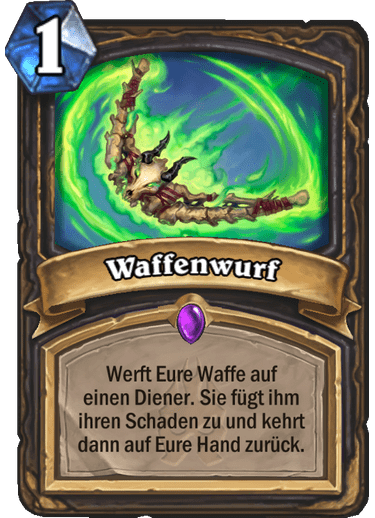 1
Waffenwurf
Werft Eure Waffe auf
einen Diener. Sie fügt ihm
ihren Schaden zu und kehrt
dann auf Eure Hand zurück.